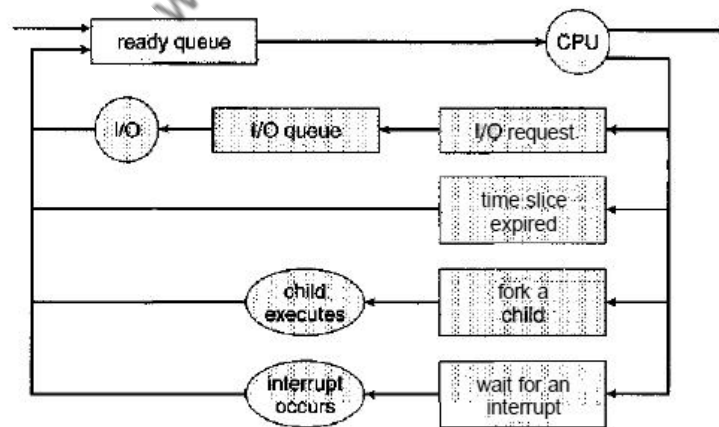 ready queue
CPU
I/O
I/O queue
I/O request
time slice
expired
child
executes
fork a
child
interrupt
occurs
wait for an
interrupt